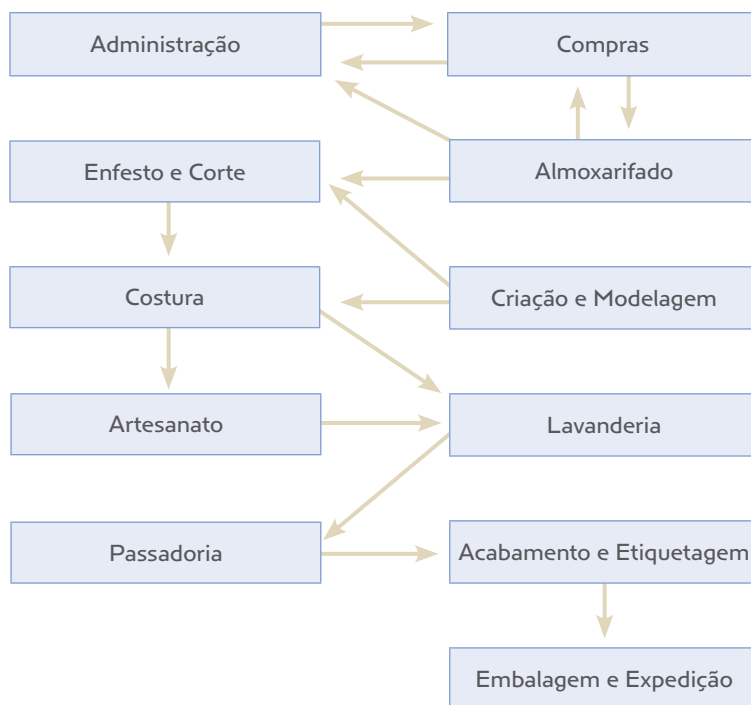 Administração
Compras
Enfesto e Corte
Almoxarifado
Costura
Criação e Modelagem
Artesanato
Lavanderia
Passadoria
Acabamento e Etiquetagem
Embalagem e Expedição